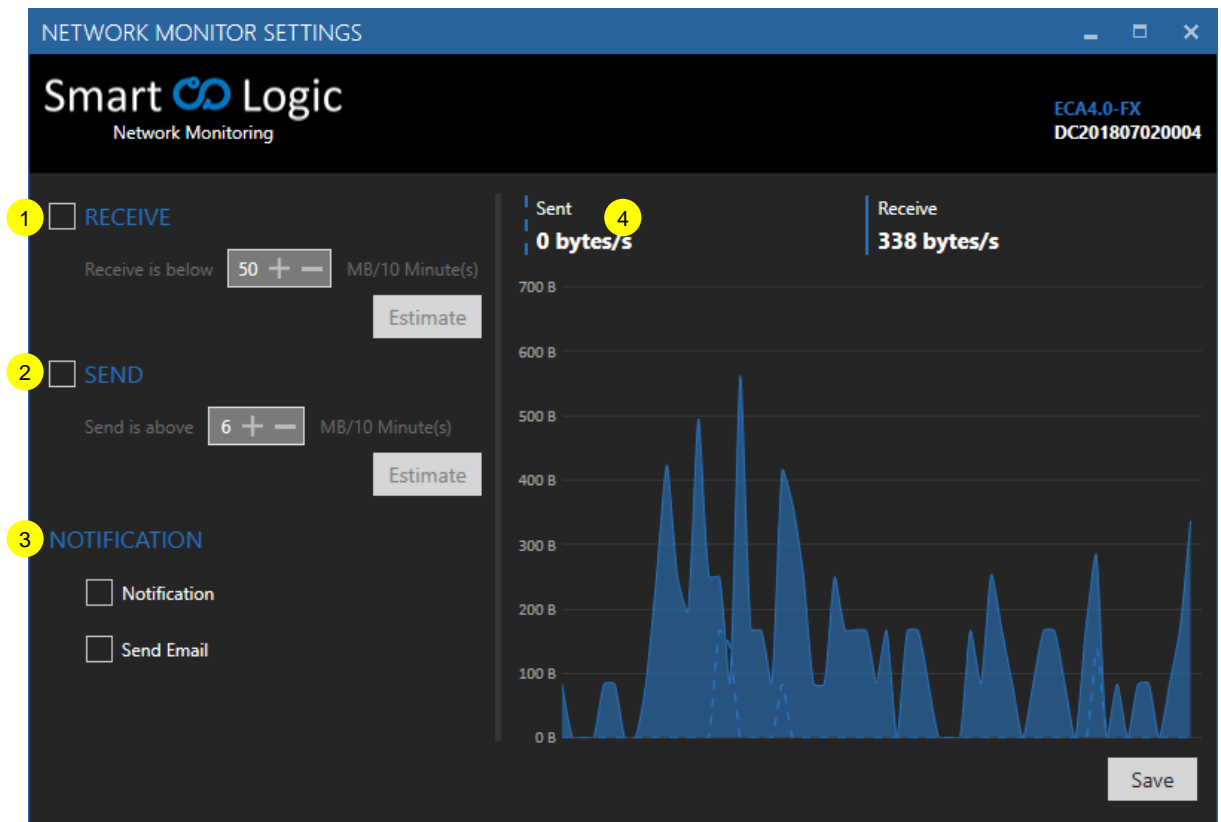 NETWORK MONITOR SETTINGS
Smart Logic
Network Monitoring
ECA4.0-FX
DC201807020004
1
RECEIVE
Receive is below 50 MB/10 Minute(s)
Estimate
2
SEND
Send is above 6 MB/10 Minute(s)
Estimate
3
NOTIFICATION
Notification
Send Email
Sent
4
0 bytes/s
Receive
338 bytes/s
700 B
600 B
500 B
400 B
300 B
200 B
100 B
0 B
Save